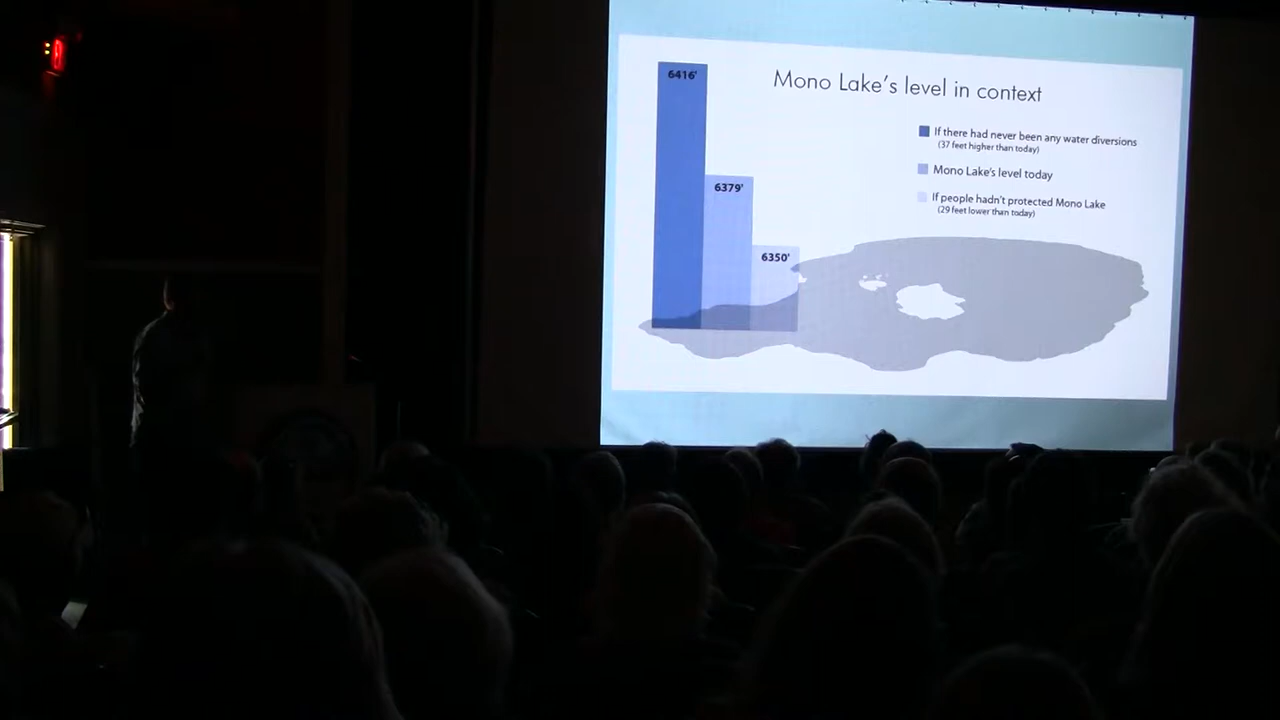 6416'
Mono Lake's level in context
If there had never been any water diversions
(37 feet higher than today)
6379'
Mono Lake's level today
If people hadn't protected Mono Lake
(29 feet lower than today)
6350'